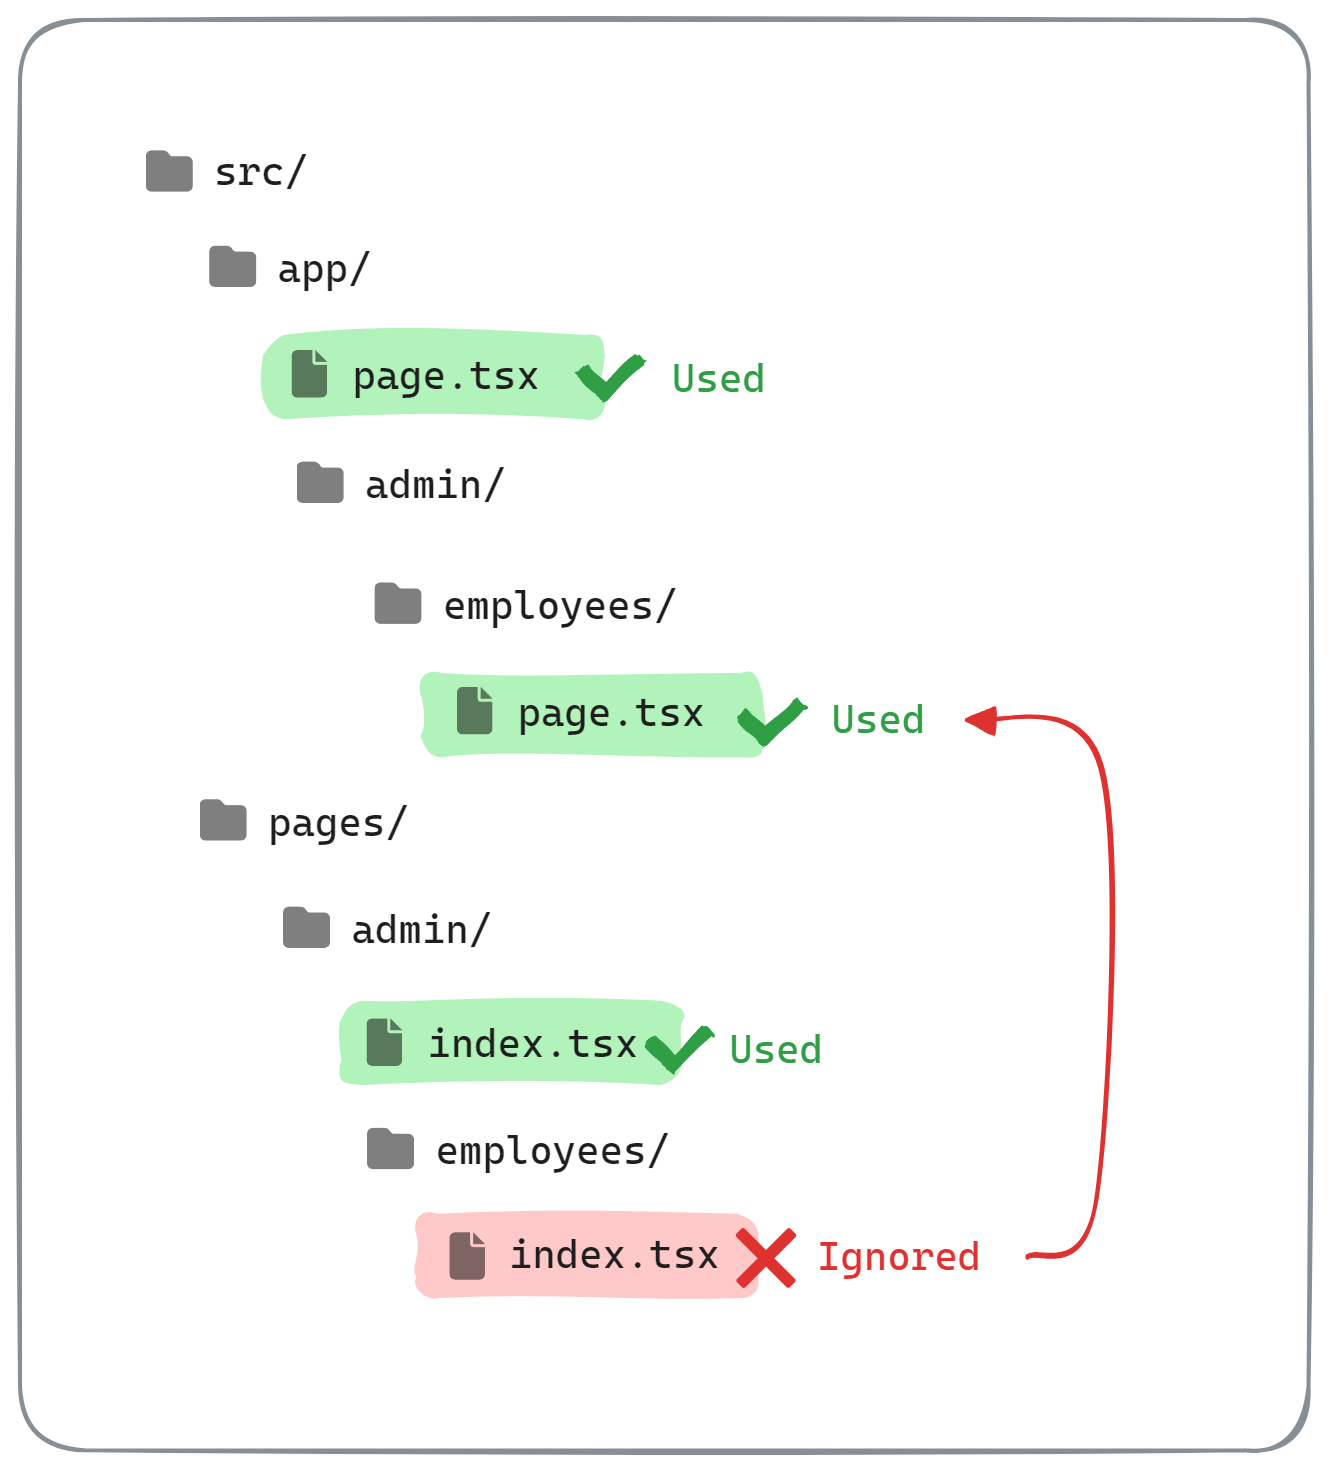 src/
app/
page.tsx Used
admin/
employees/
page.tsx Used
pages/
admin/
index.tsx Used
employees/
index.tsx Ignored